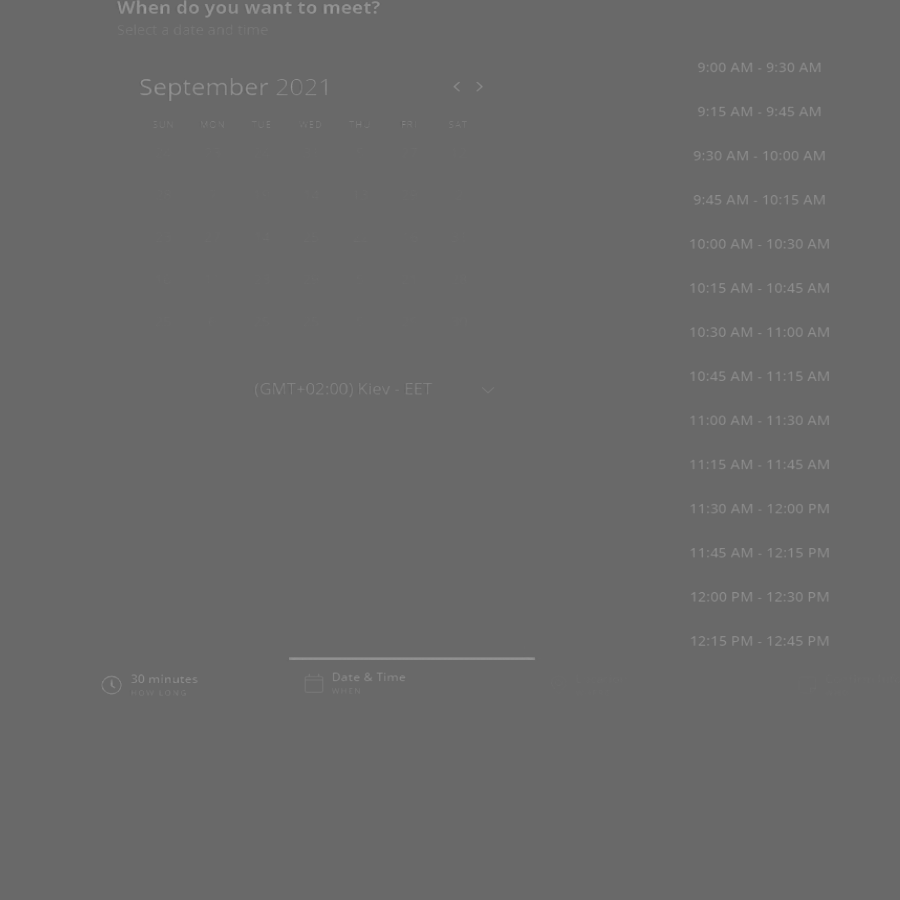 When do you want to meet?
Select a date and time
September 2021
SUN MON TUE WED THU FRI SAT
(GMT+02:00) Kiev - EET
9:00 AM - 9:30 AM
9:15 AM - 9:45 AM
9:30 AM - 10:00 AM
9:45 AM - 10:15 AM
10:00 AM - 10:30 AM
10:15 AM - 10:45 AM
10:30 AM - 11:00 AM
10:45 AM - 11:15 AM
11:00 AM - 11:30 AM
11:15 AM - 11:45 AM
11:30 AM - 12:00 PM
11:45 AM - 12:15 PM
12:00 PM - 12:30 PM
12:15 PM - 12:45 PM
30 minutes
HOW LONG
Date & Time
WHEN